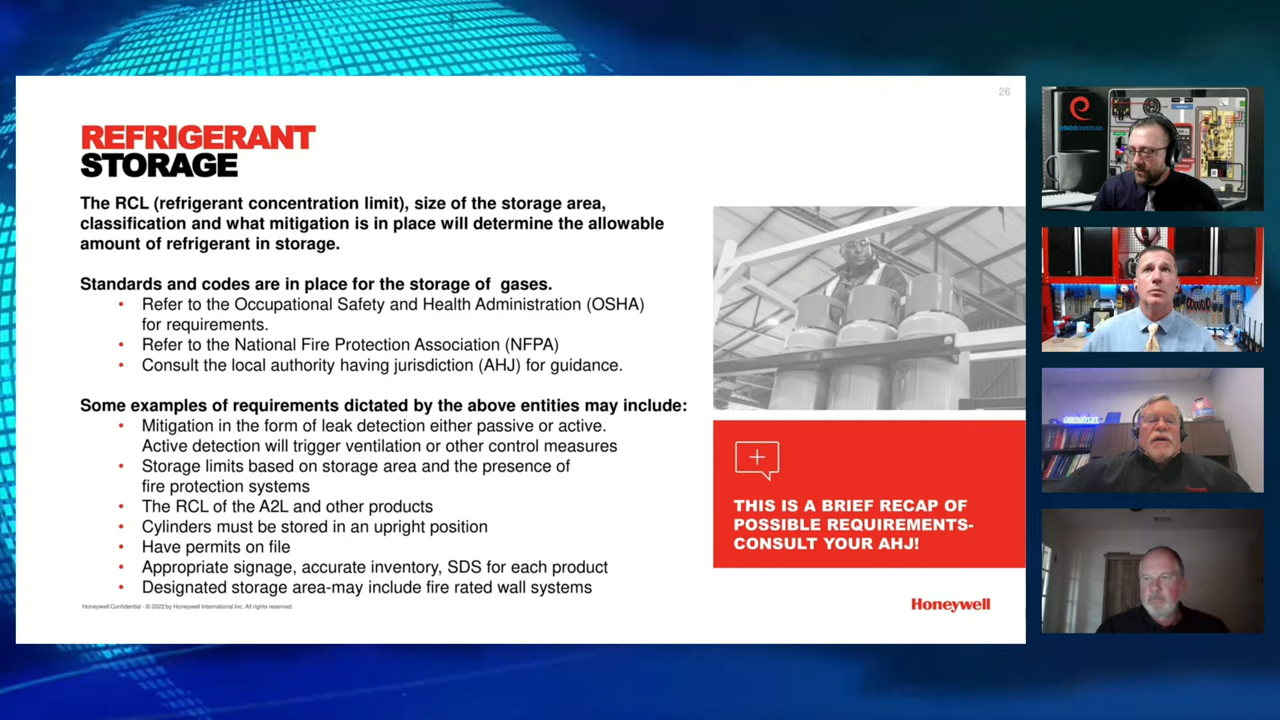 26
REFRIGERANT
STORAGE
The RCL (refrigerant concentration limit), size of the storage area,
classification and what mitigation is in place will determine the allowable
amount of refrigerant in storage.
Standards and codes are in place for the storage of  gases.
• Refer to the Occupational Safety and Health Administration (OSHA)
for requirements.
• Refer to the National Fire Protection Association (NFPA)
• Consult the local authority having jurisdiction (AHJ) for guidance.
Some examples of requirements dictated by the above entities may include:
• Mitigation in the form of leak detection either passive or active.
Active detection will trigger ventilation or other control measures
• Storage limits based on storage area and the presence of
fire protection systems
• The RCL of the A2L and other products
• Cylinders must be stored in an upright position
• Have permits on file
• Appropriate signage, accurate inventory, SDS for each product
• Designated storage area-may include fire rated wall systems
Honeywell Confidential - © 2022 by Honeywell International Inc. All rights reserved.
THIS IS A BRIEF RECAP OF
POSSIBLE REQUIREMENTS-
CONSULT YOUR AHJ!
Honeywell
esco institute